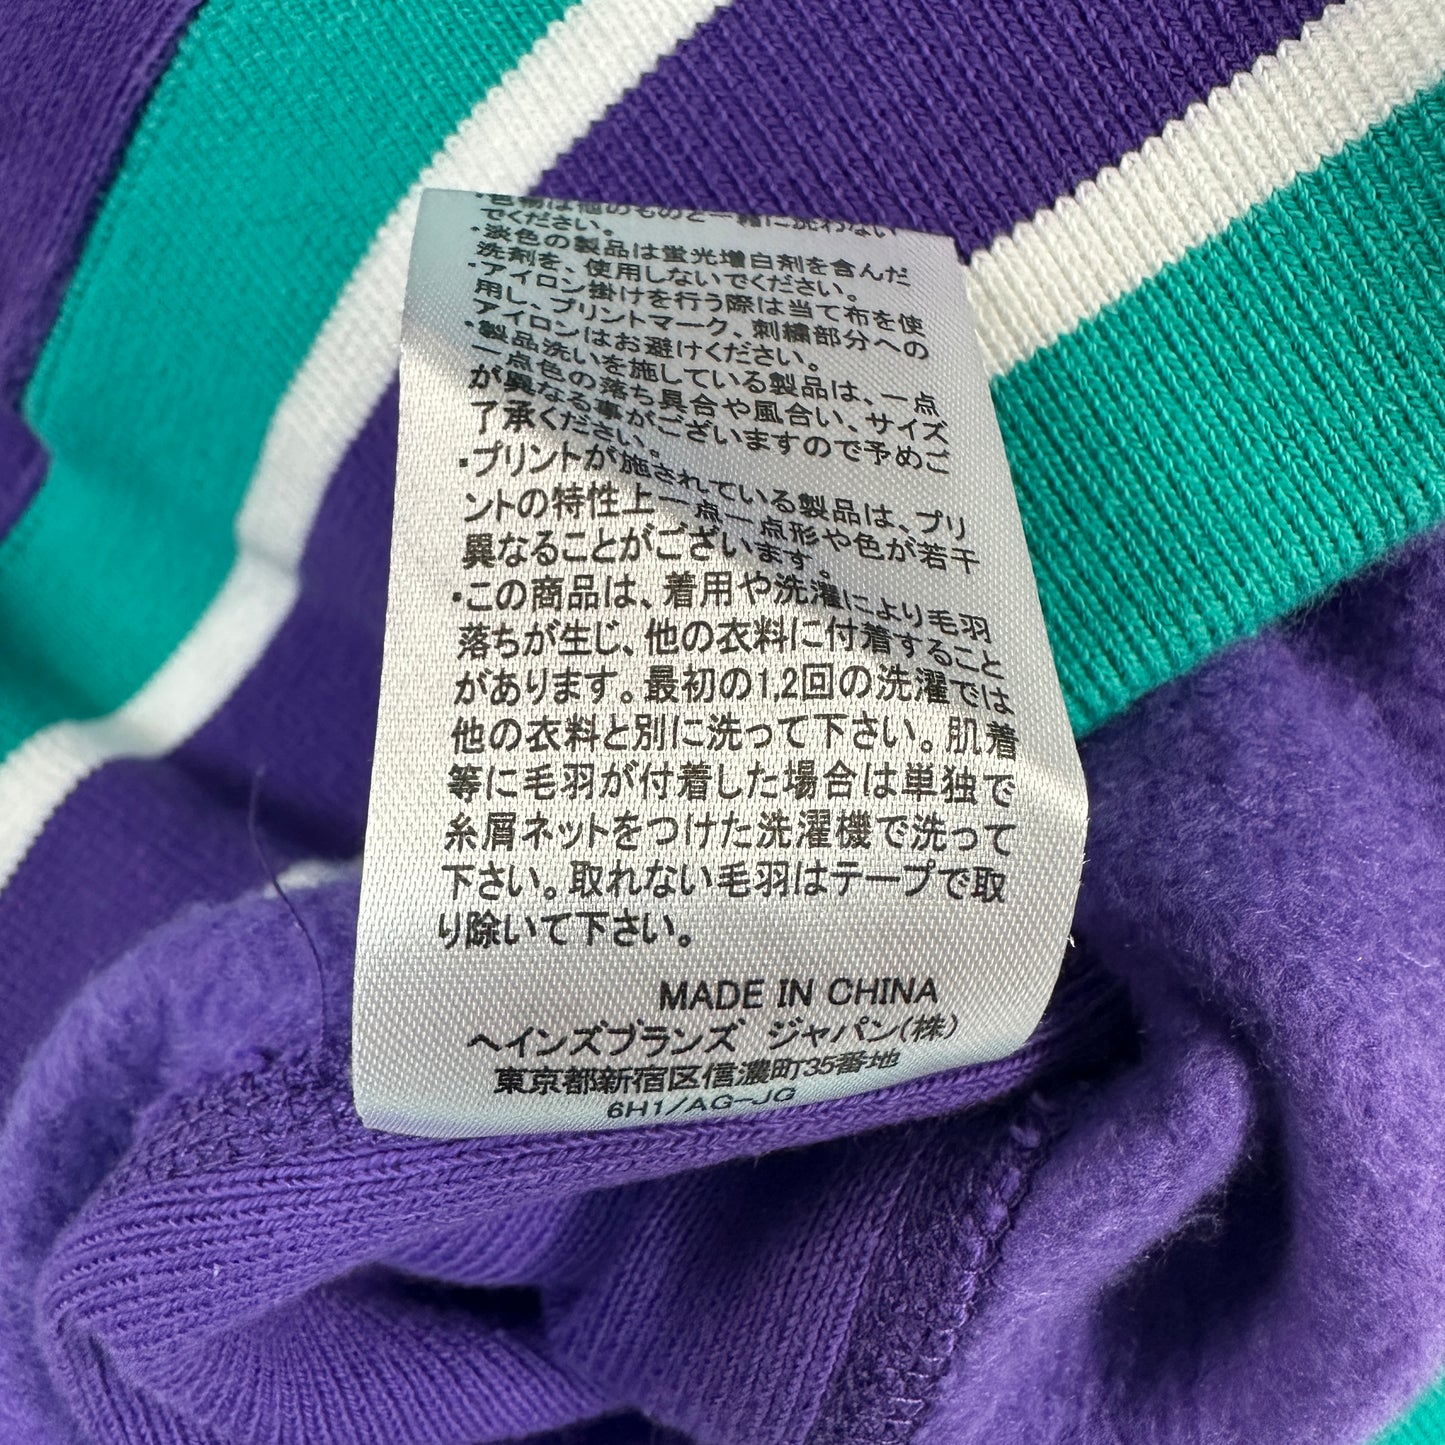 ・色物は他のものと一緒に洗わない
でください。
・淡色の製品は蛍光増白剤を含んだ
洗剤を、使用しないでください。
・アイロン掛けを行う際は当て布を使
用し、プリントマーク、刺繍部分への
アイロンはお避けください。
・製品洗いを施している製品は、一点
一点色の落ち具合や風合い、サイズ
が異なる事がございますので予めご
了承ください。
・プリントが施されている製品は、プリ
ントの特性上一点一点形や色が若干
異なることがございます。
・この商品は、着用や洗濯により毛羽
落ちが生じ、他の衣料に付着すること
があります。最初の1,2回の洗濯では
他の衣料と別に洗って下さい。肌着
等に毛羽が付着した場合は単独で
糸屑ネットをつけた洗濯機で洗って
下さい。取れない毛羽はテープで取
り除いて下さい。
MADE IN CHINA
ヘインズブランズ ジャパン(株)
東京都新宿区信濃町35番地
6H1/AG-JG